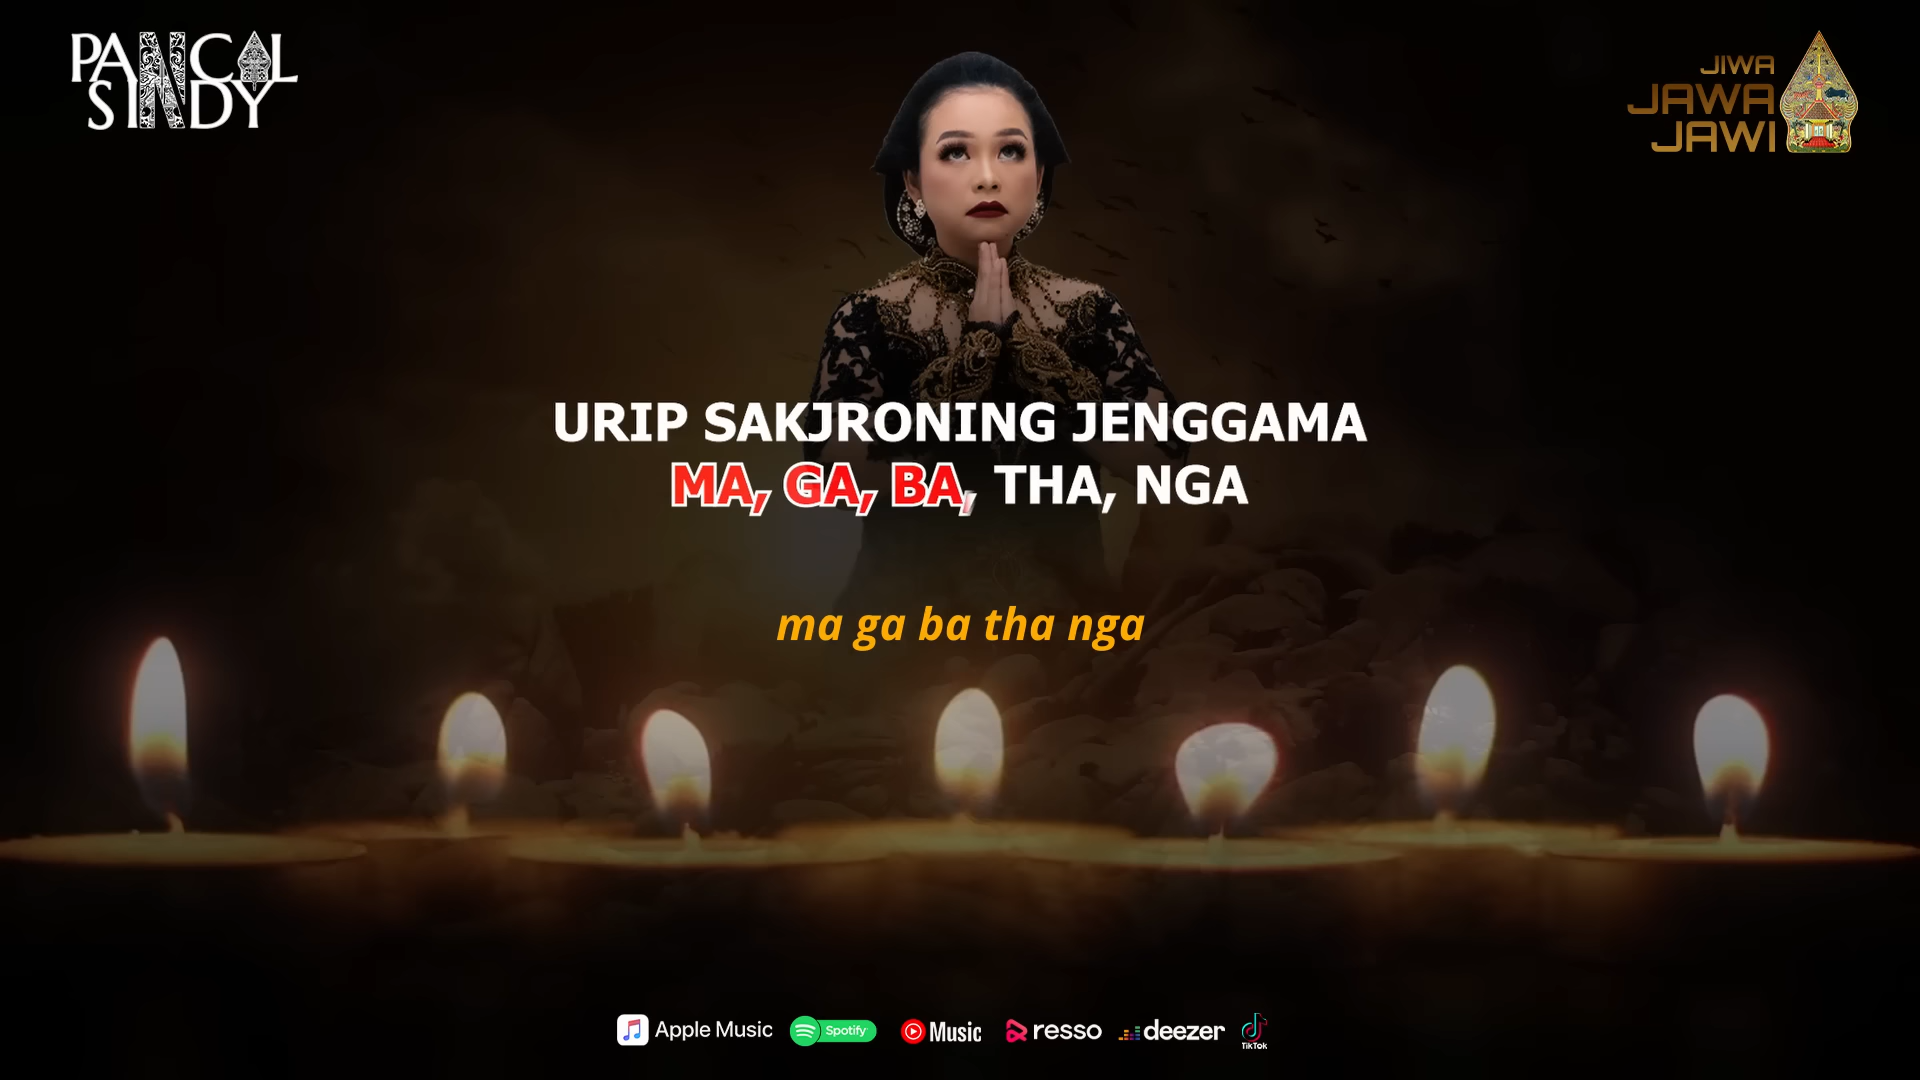 PANCAL
SINDY
JIWA
JAWA
JAWI
URIP SAKJRONING JENGGAMA
MA, GA, BA, THA, NGA
ma ga ba tha nga
Apple Music Spotify Music resso deezer TikTok